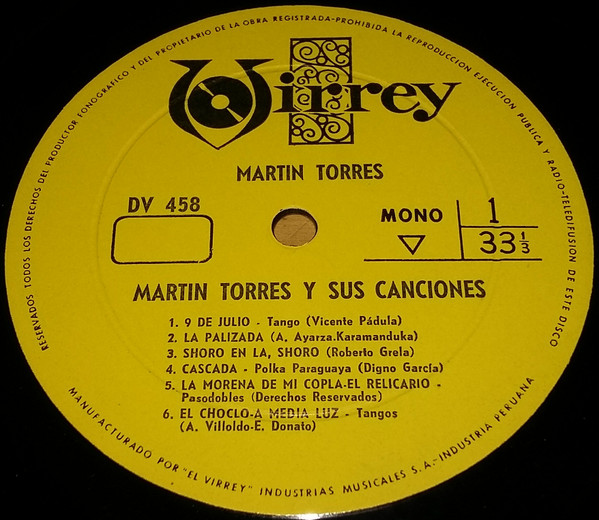 RESERVADOS TODOS LOS DERECHOS DEL PRODUCTOR FONOGRAFICO Y DEL PROPIETARIO DE LA OBRA REGISTRADA-PROHIBIDA LA REPRODUCCION EJECUCION PUBLICA Y RADIO-TELEDIFUSION DE ESTE DISCO
Virrey
MARTIN TORRES
DV 458
MONO
1
33 1/3
MARTIN TORRES Y SUS CANCIONES
1. 9 DE JULIO - Tango (Vicente Pádula)
2. LA PALIZADA (A. Ayarza.Karamanduka)
3. SHORO EN LA, SHORO (Roberto Grela)
4. CASCADA - Polka Paraguaya (Digno García)
5. LA MORENA DE MI COPLA-EL RELICARIO -
Pasodobles (Derechos Reservados)
6. EL CHOCLO-A MEDIA LUZ - Tangos
(A. Villoldo-E. Donato)
MANUFACTURADO POR "EL VIRREY" INDUSTRIAS MUSICALES S.A.-INDUSTRIA PERUANA